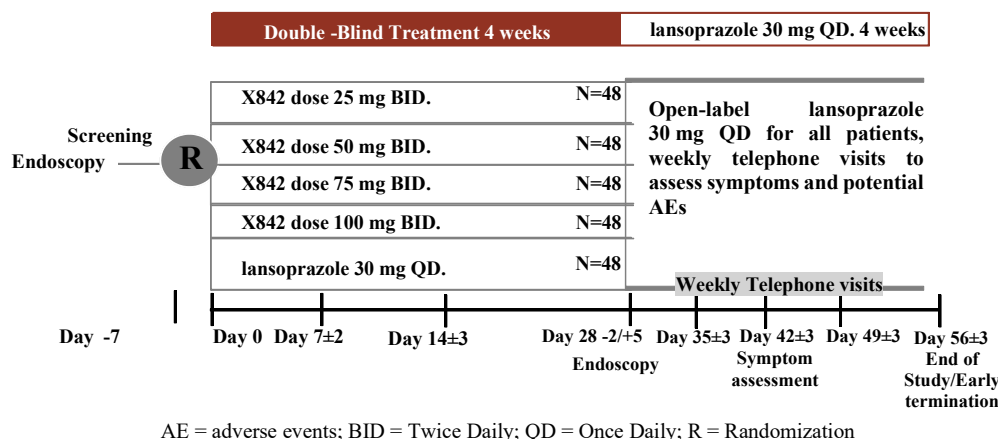 Double -Blind Treatment 4 weeks
lansoprazole 30 mg QD. 4 weeks
X842 dose 25 mg BID. N=48
X842 dose 50 mg BID. N=48
X842 dose 75 mg BID. N=48
X842 dose 100 mg BID. N=48
lansoprazole 30 mg QD. N=48
Screening
Endoscopy
R
Open-label lansoprazole
30 mg QD for all patients,
weekly telephone visits to
assess symptoms and potential
AEs
Weekly Telephone visits
Day -7
Day 0
Day 7±2
Day 14±3
Day 28 -2/+5
Endoscopy
Day 35±3
Day 42±3
Symptom
assessment
Day 49±3
Day 56±3
End of
Study/Early
termination
AE = adverse events; BID = Twice Daily; QD = Once Daily; R = Randomization